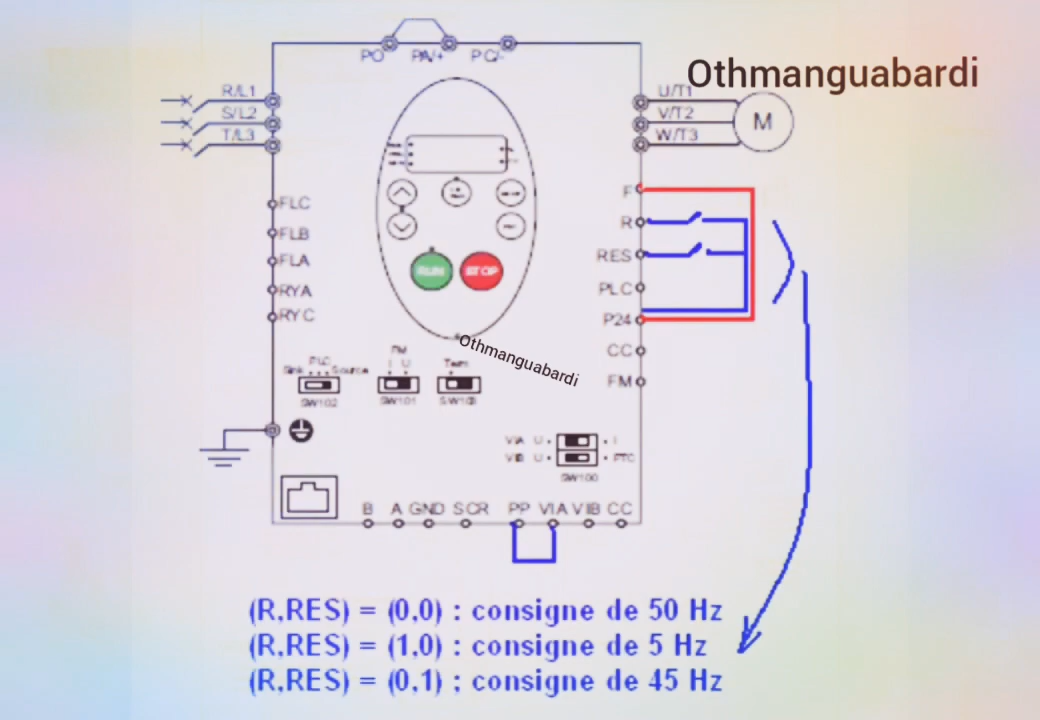 PO PA/+ PC/-
Othmanguabardi
R/L1
S/L2
T/L3
U/T1
V/T2
W/T3
M
F
R
RES
PLC
P24
CC
FM
FLC
FLB
FLA
RYA
RYC
RUN STOP
Othmanguabardi
PLC
Sink Source
SW102
FM
I U
SW101
SW103
VIA U I
VIB U PTC
SW100
B A GND SCR PP VIA VIB CC
(R,RES) = (0,0) : consigne de 50 Hz
(R,RES) = (1,0) : consigne de 5 Hz
(R,RES) = (0,1) ; consigne de 45 Hz